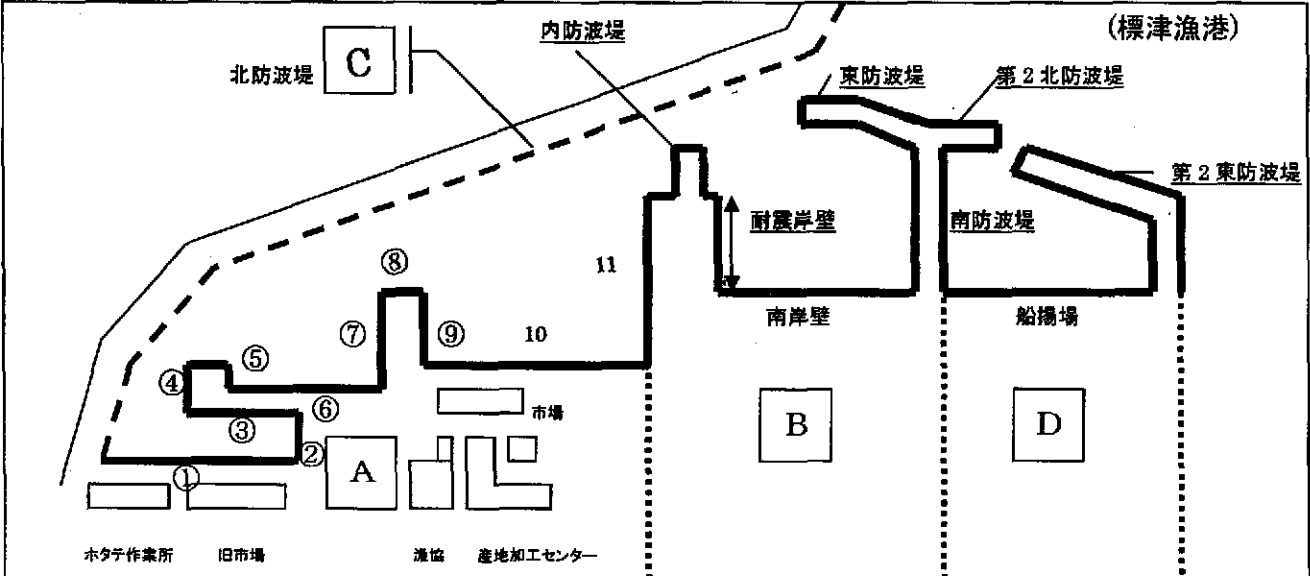 (標津漁港)
内防波堤
北防波堤
C
東防波堤
第2北防波堤
第2東防波堤
耐震岸壁
南防波堤
⑧
11
南岸壁
船揚場
⑦
⑨
10
⑤
④
⑥
市場
③
B
D
②
A
①
ホタテ作業所
旧市場
漁協
産地加工センター